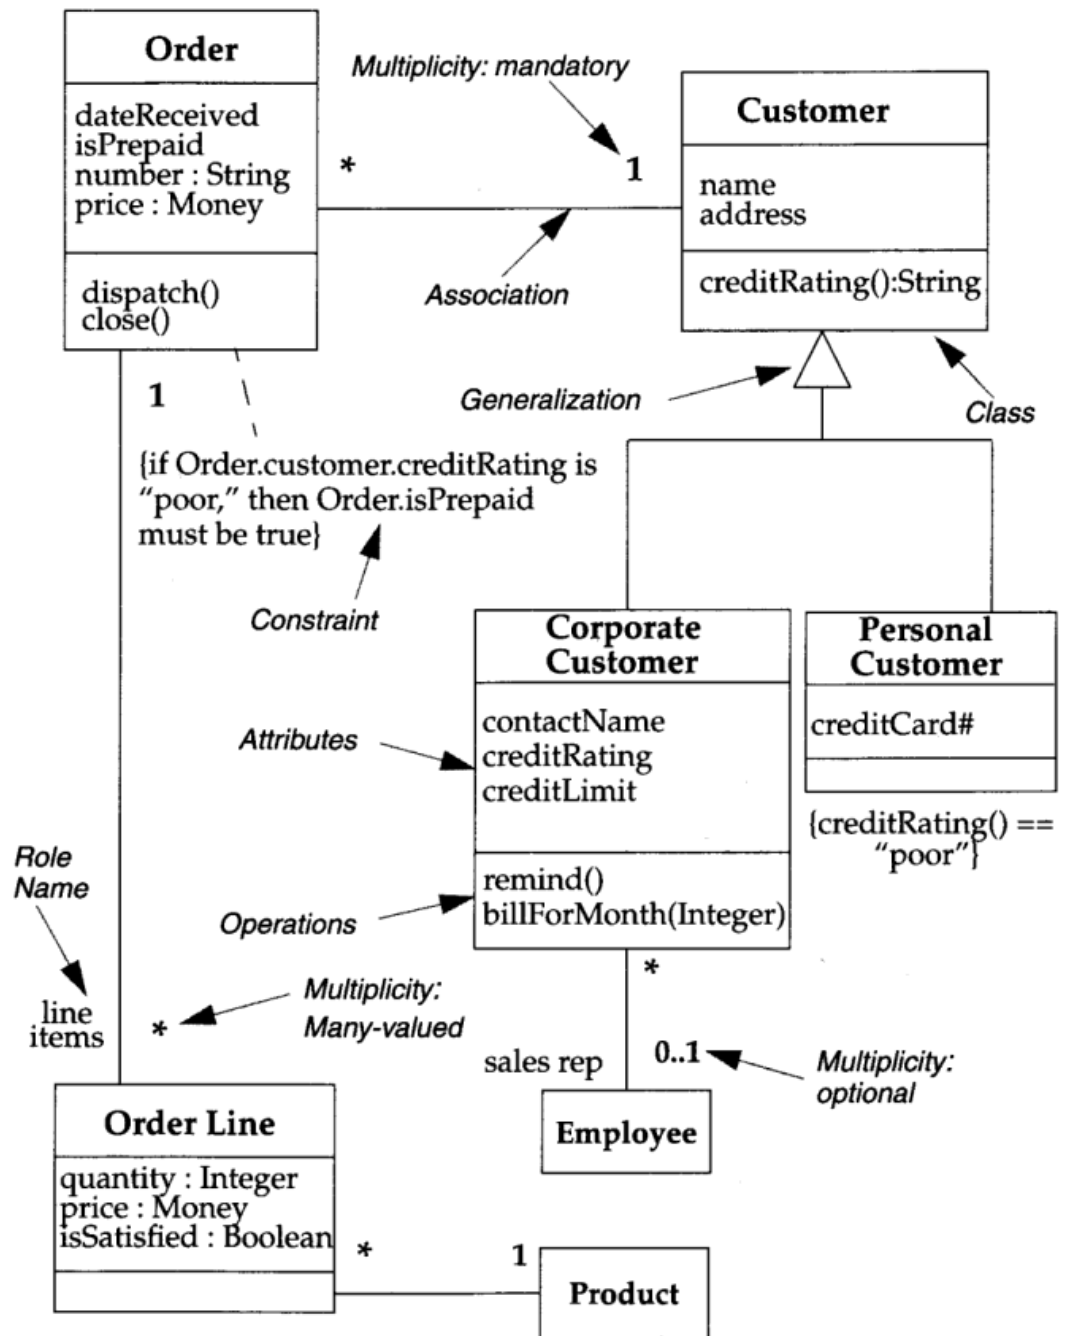 Order
dateReceived
isPrepaid
number : String
price : Money
dispatch()
close()
Multiplicity: mandatory
*
1
Association
Customer
name
address
creditRating():String
Generalization
Class
1
{if Order.customer.creditRating is
“poor,” then Order.isPrepaid
must be true}
Constraint
Corporate
Customer
contactName
creditRating
creditLimit
remind()
billForMonth(Integer)
Personal
Customer
creditCard#
{creditRating() ==
“poor”}
Attributes
Operations
Role
Name
line
items
*
Multiplicity:
Many-valued
*
sales rep
0..1
Multiplicity:
optional
Employee
Order Line
quantity : Integer
price : Money
isSatisfied : Boolean
*
1
Product